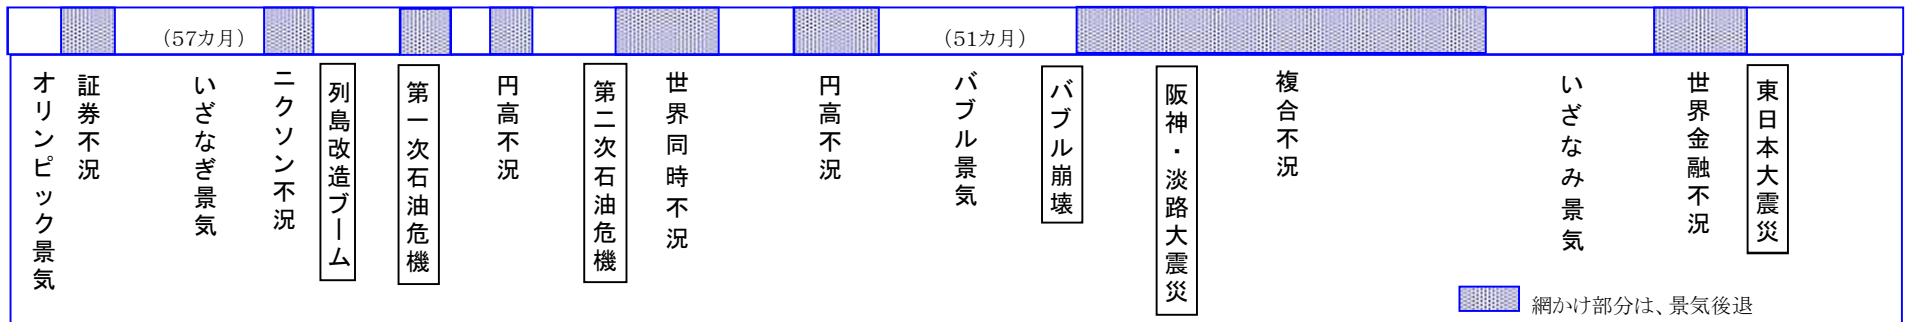 (57カ月)
(51カ月)
オリンピック景気
証券不況
いざなぎ景気
ニクソン不況
列島改造ブーム
第一次石油危機
円高不況
第二次石油危機
世界同時不況
円高不況
バブル景気
バブル崩壊
阪神・淡路大震災
複合不況
いざなみ景気
世界金融不況
東日本大震災
網かけ部分は、景気後退